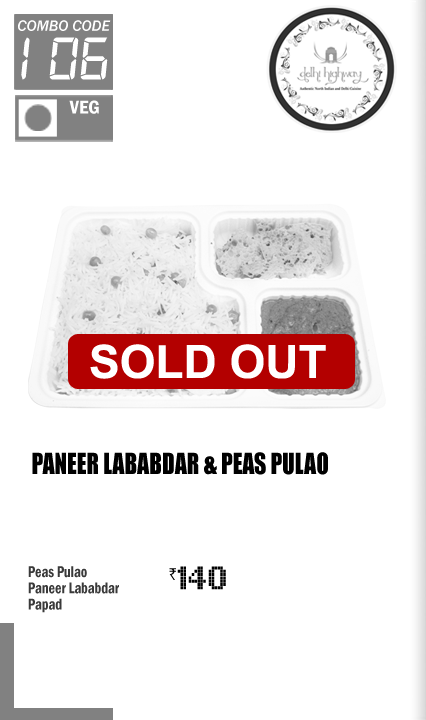 COMBO CODE
106
VEG
delhi highway
Authentic North Indian and Delhi Cuisine
SOLD OUT
PANEER LABABDAR & PEAS PULAO
Peas Pulao
Paneer Lababdar
Papad
₹140